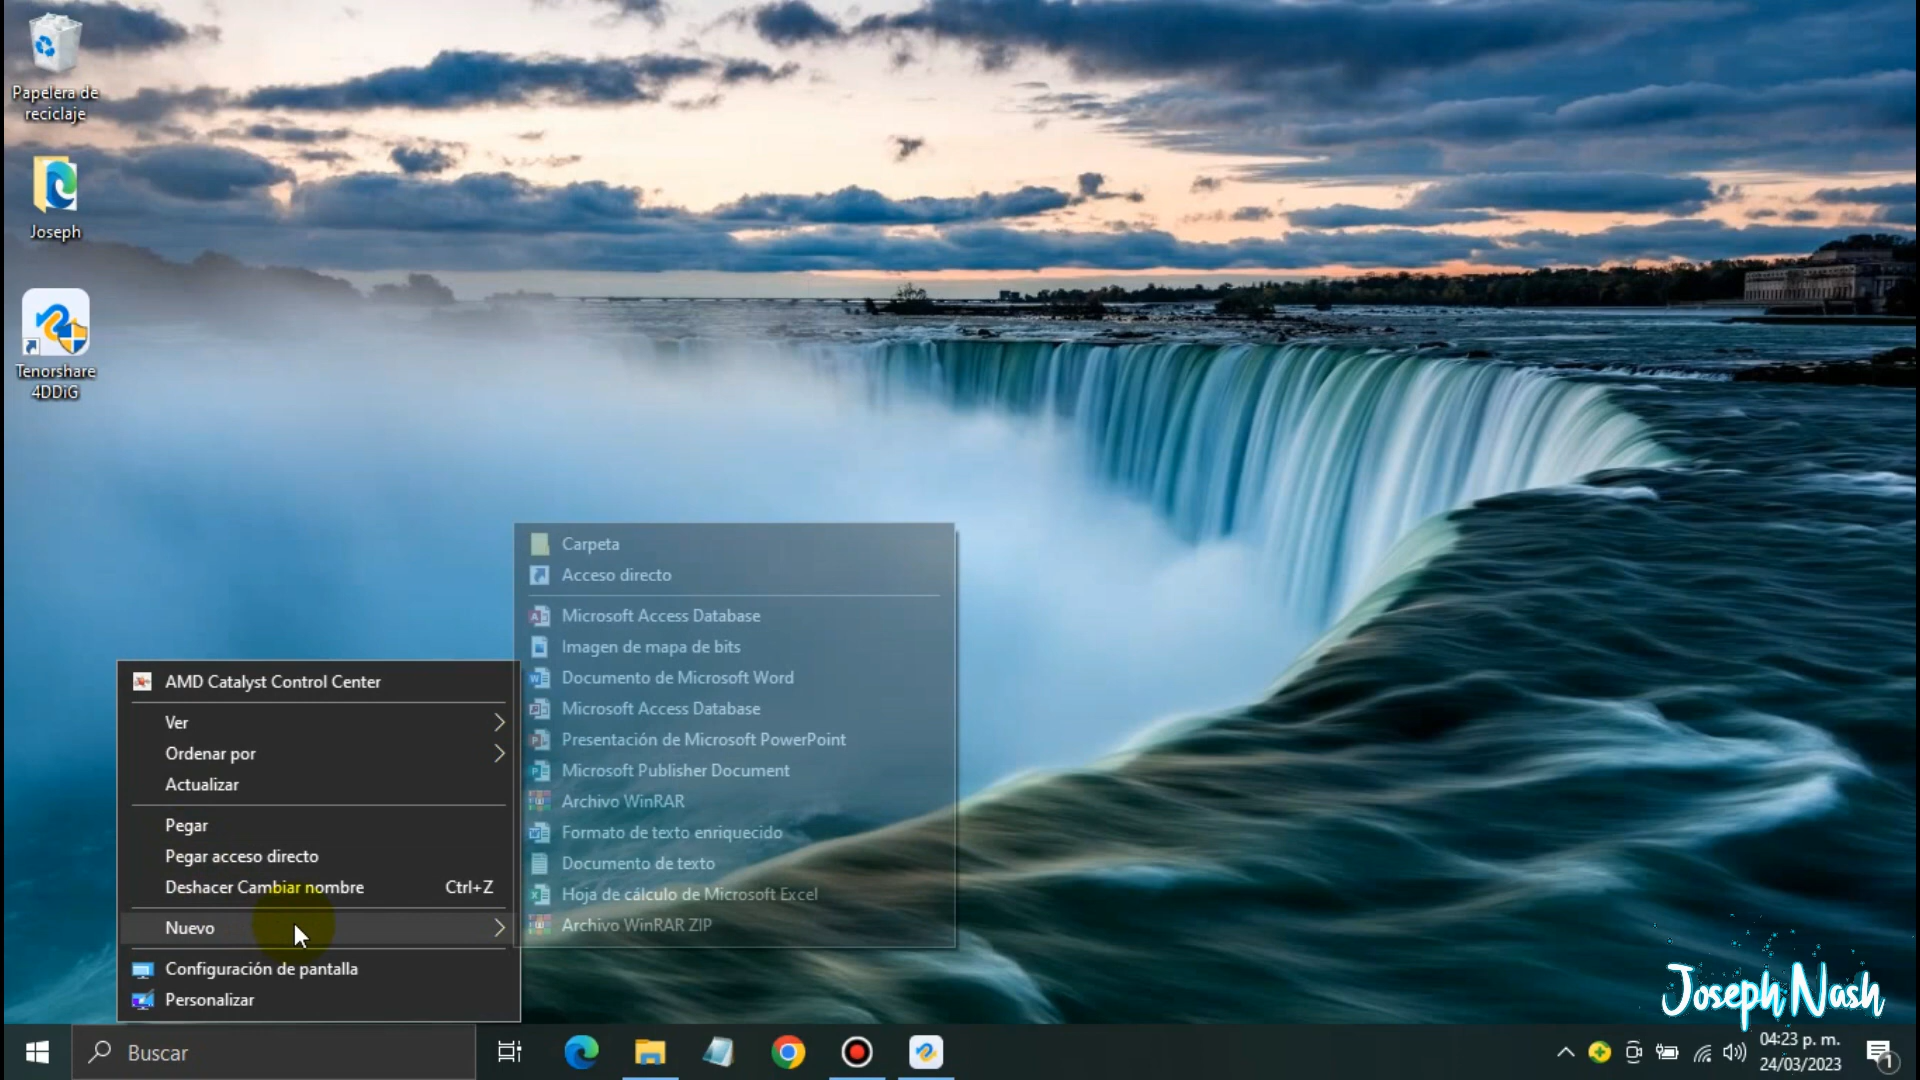 Papelera de
reciclaje
Joseph
Tenorshare
4DDiG
Carpeta
Acceso directo
Microsoft Access Database
Imagen de mapa de bits
Documento de Microsoft Word
Microsoft Access Database
Presentación de Microsoft PowerPoint
Microsoft Publisher Document
Archivo WinRAR
Formato de texto enriquecido
Documento de texto
Hoja de cálculo de Microsoft Excel
Archivo WinRAR ZIP
AMD Catalyst Control Center
Ver
Ordenar por
Actualizar
Pegar
Pegar acceso directo
Deshacer Cambiar nombre Ctrl+Z
Nuevo
Configuración de pantalla
Personalizar
Joseph Nash
Buscar
04:23 p. m.
24/03/2023
1